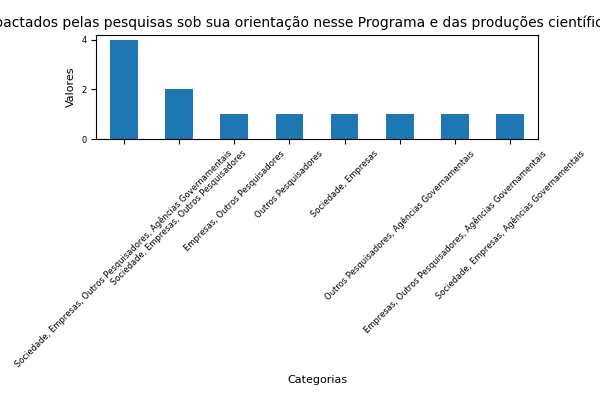 pactados pelas pesquisas sob sua orientação nesse Programa e das produções científic
Valores
4
2
0
Sociedade, Empresas, Outros Pesquisadores, Agências Governamentais
Sociedade, Empresas, Outros Pesquisadores
Empresas, Outros Pesquisadores
Outros Pesquisadores
Sociedade, Empresas
Outros Pesquisadores, Agências Governamentais
Empresas, Outros Pesquisadores, Agências Governamentais
Sociedade, Empresas, Agências Governamentais
Categorias